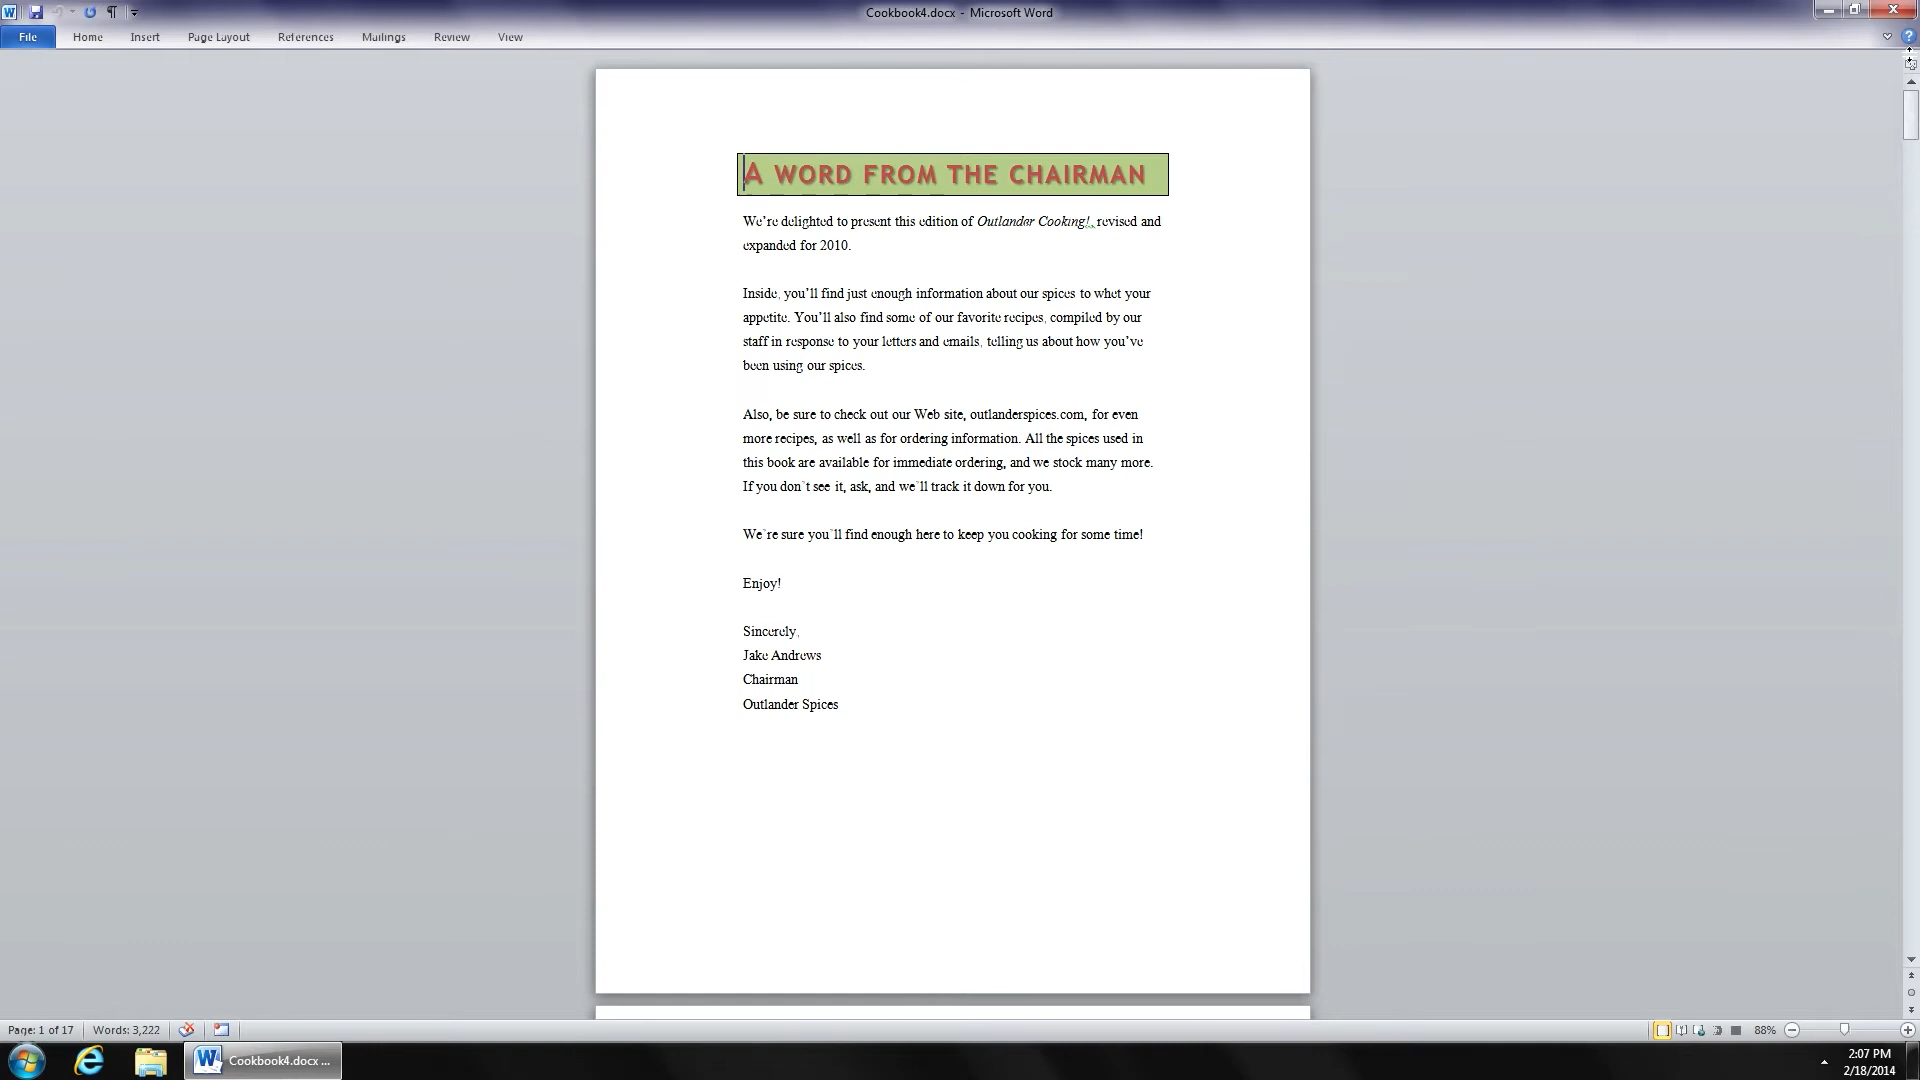 Cookbook4.docx - Microsoft Word
File Home Insert Page Layout References Mailings Review View
A WORD FROM THE CHAIRMAN
We’re delighted to present this edition of Outlander Cooking!, revised and
expanded for 2010.
Inside, you’ll find just enough information about our spices to whet your
appetite. You’ll also find some of our favorite recipes, compiled by our
staff in response to your letters and emails, telling us about how you’ve
been using our spices.
Also, be sure to check out our Web site, outlanderspices.com, for even
more recipes, as well as for ordering information. All the spices used in
this book are available for immediate ordering, and we stock many more.
If you don’t see it, ask, and we’ll track it down for you.
We’re sure you’ll find enough here to keep you cooking for some time!
Enjoy!
Sincerely,
Jake Andrews
Chairman
Outlander Spices
Page: 1 of 17 Words: 3,222 88%
Cookbook4.docx ...
2:07 PM
2/18/2014